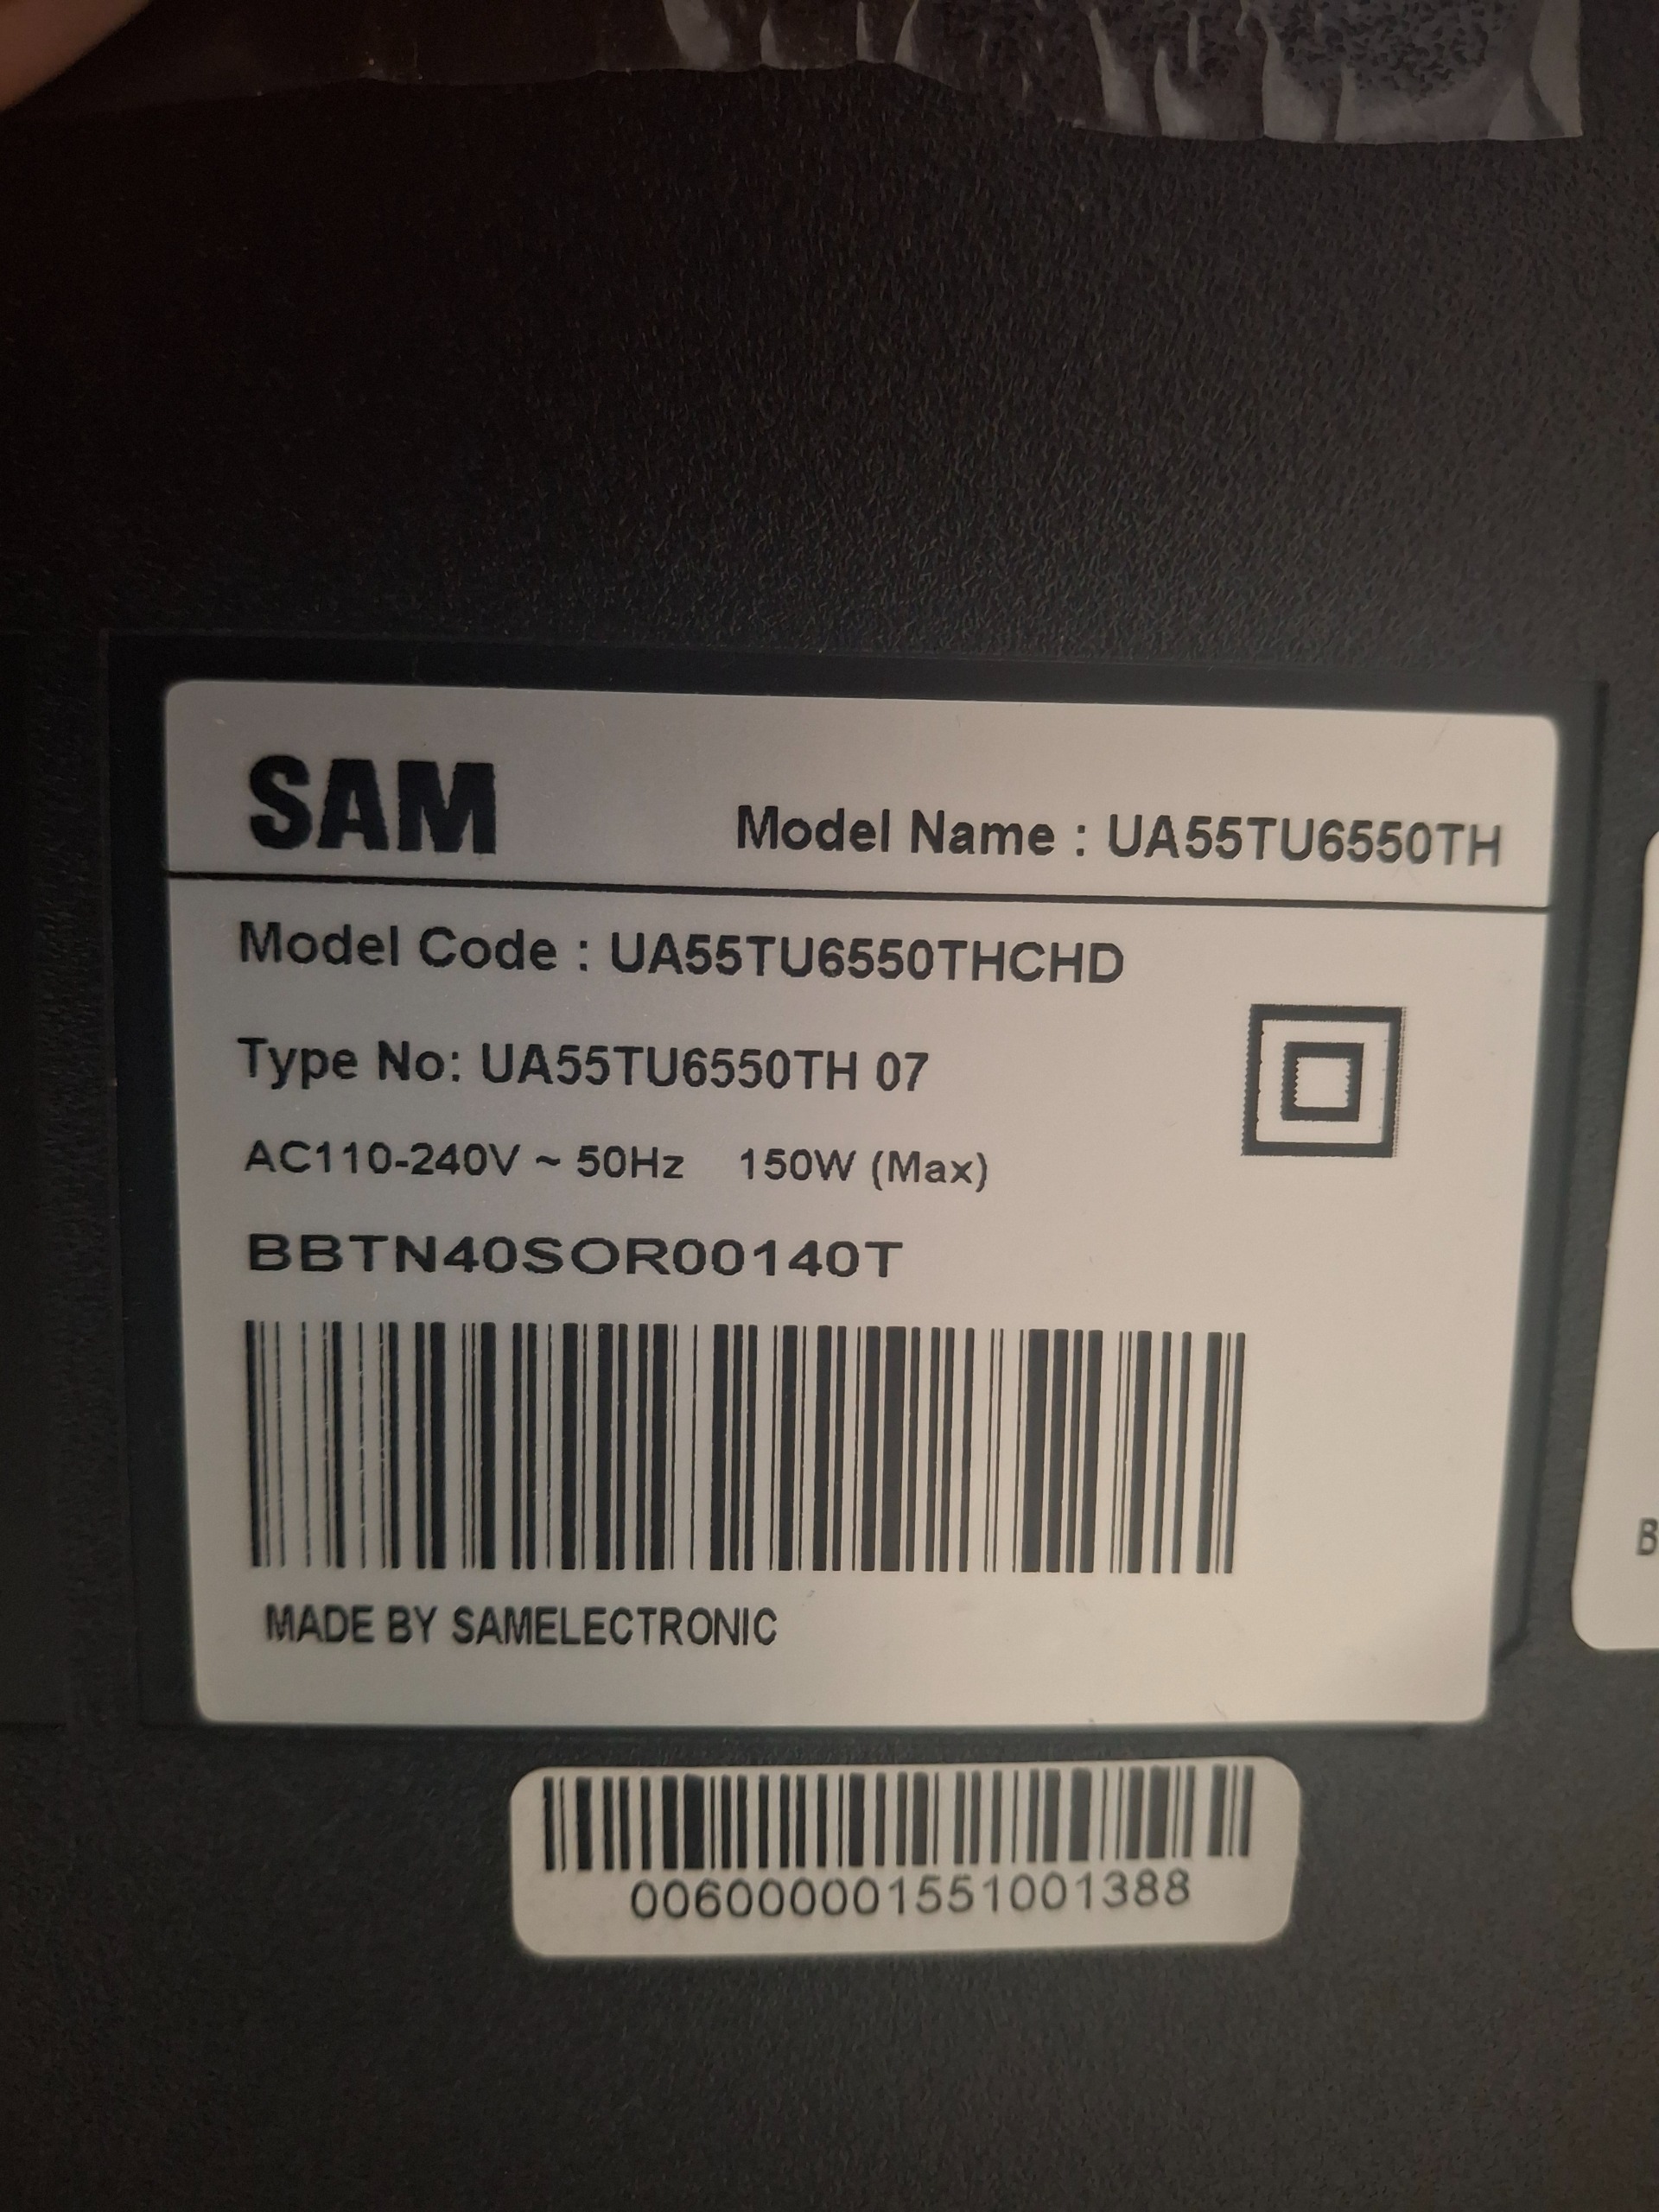 SAM
Model Name : UA55TU6550TH
Model Code : UA55TU6550THCHD
Type No: UA55TU6550TH 07
AC110-240V ~ 50Hz 150W (Max)
BBTN40SOR00140T
MADE BY SAMELECTRONIC
006000001551001388